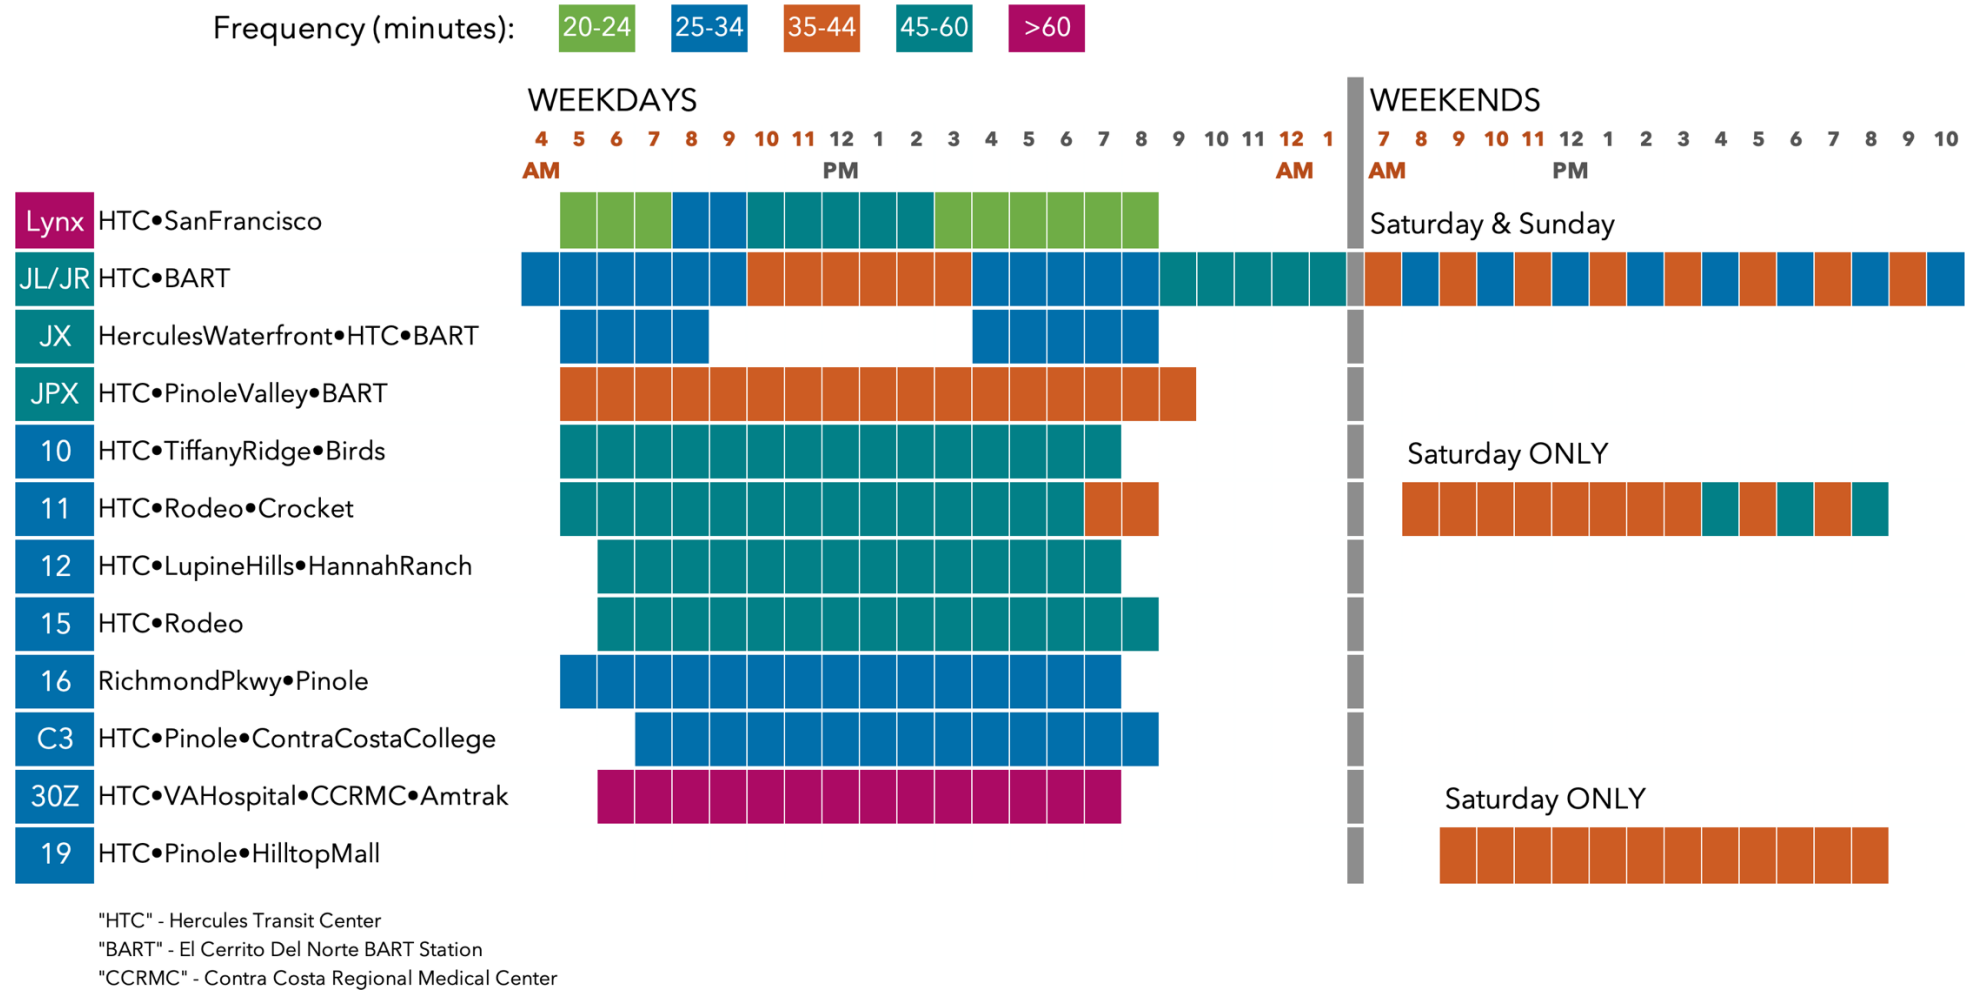 Frequency (minutes): 20-24 25-34 35-44 45-60 >60
WEEKDAYS WEEKENDS
4 5 6 7 8 9 10 11 12 1 2 3 4 5 6 7 8 9 10 11 12 1 7 8 9 10 11 12 1 2 3 4 5 6 7 8 9 10
AM PM AM AM PM
Lynx HTC•SanFrancisco Saturday & Sunday
JL/JR HTC•BART
JX HerculesWaterfront•HTC•BART
JPX HTC•PinoleValley•BART
10 HTC•TiffanyRidge•Birds Saturday ONLY
11 HTC•Rodeo•Crocket
12 HTC•LupineHills•HannahRanch
15 HTC•Rodeo
16 RichmondPkwy•Pinole
C3 HTC•Pinole•ContraCostaCollege
30Z HTC•VAHospital•CCRMC•Amtrak Saturday ONLY
19 HTC•Pinole•HilltopMall
"HTC" - Hercules Transit Center
"BART" - El Cerrito Del Norte BART Station
"CCRMC" - Contra Costa Regional Medical Center